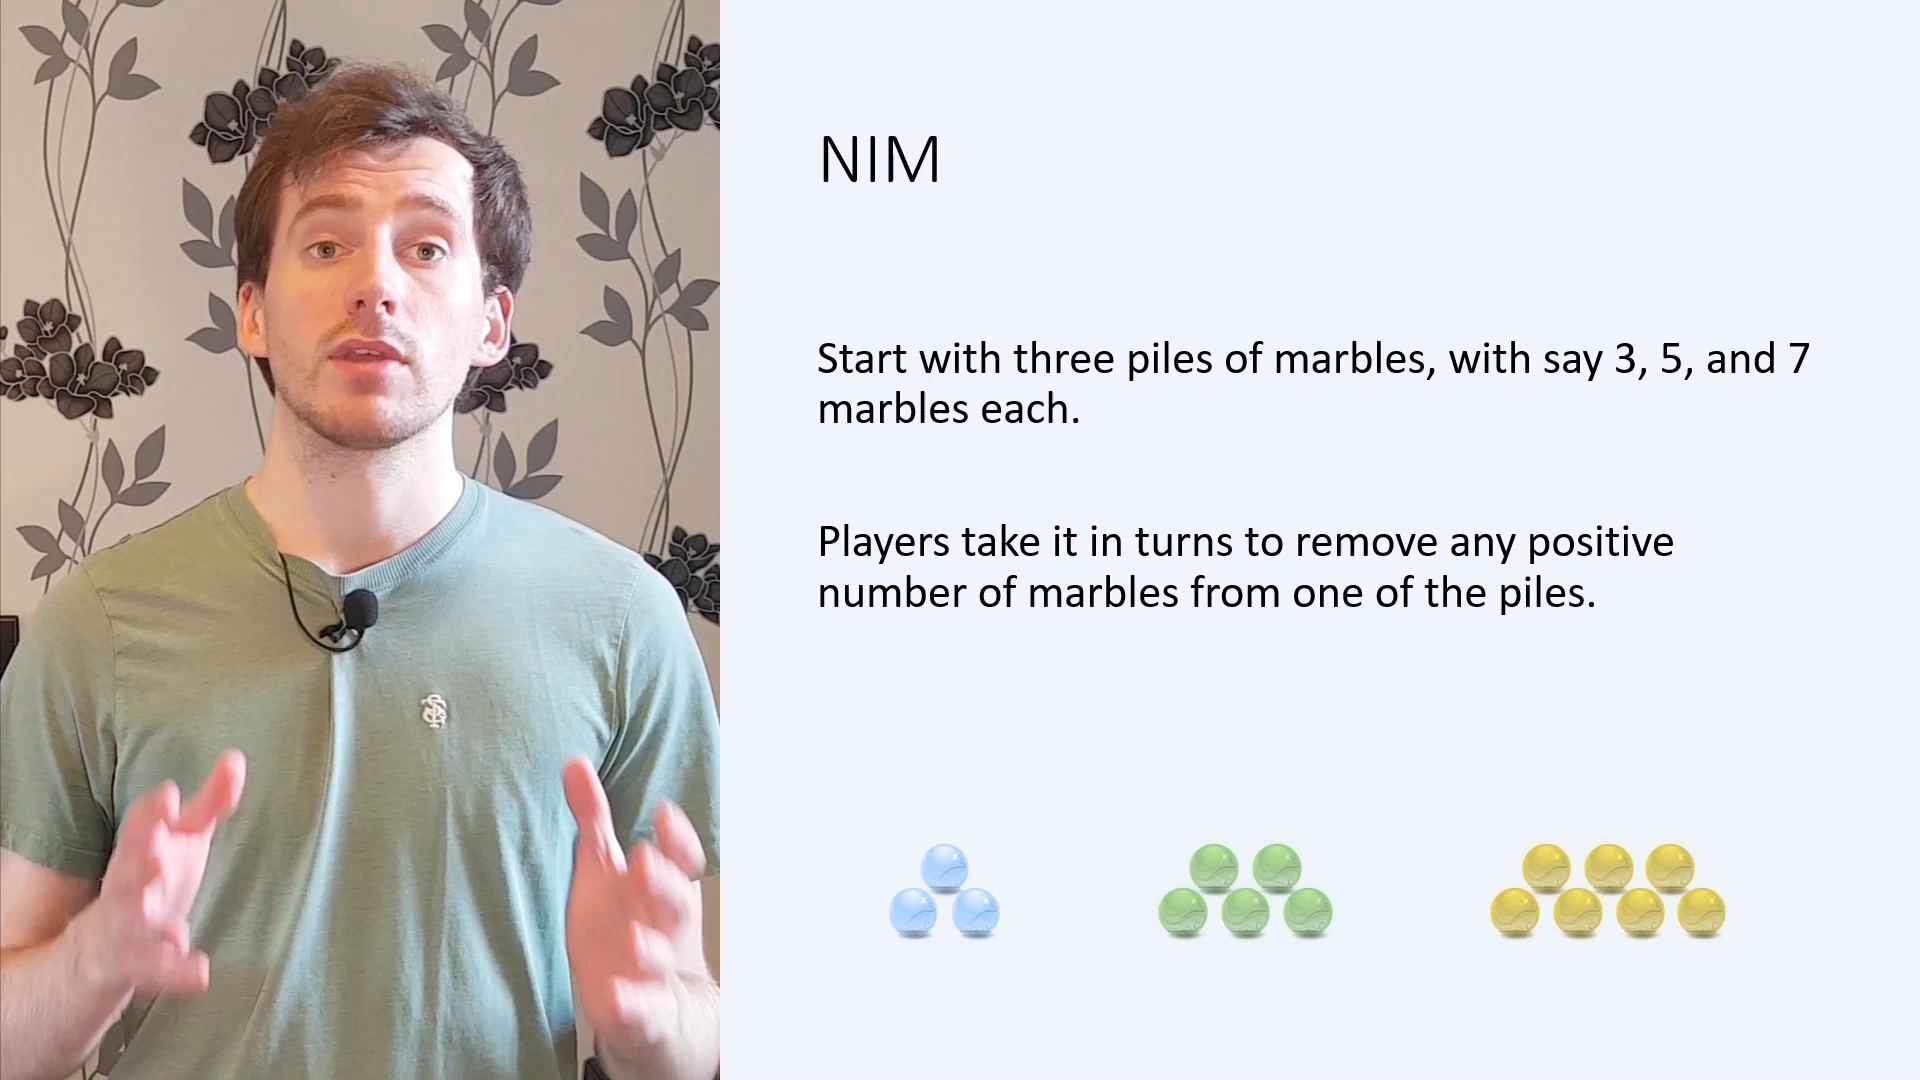 NIM
Start with three piles of marbles, with say 3, 5, and 7
marbles each.
Players take it in turns to remove any positive
number of marbles from one of the piles.